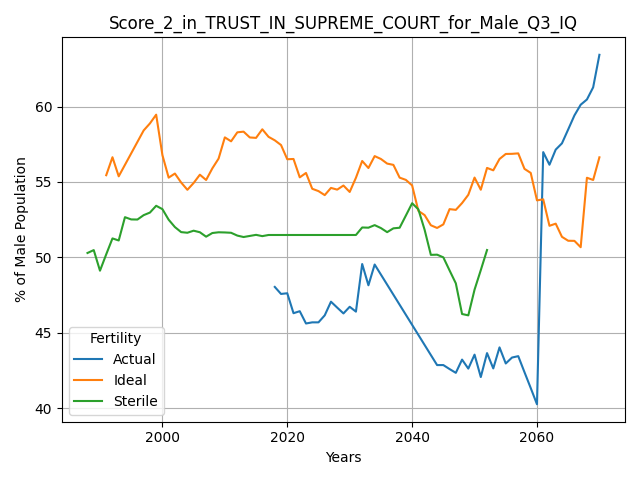 Score_2_in_TRUST_IN_SUPREME_COURT_for_Male_Q3_IQ
% of Male Population
60
55
50
45
40
Fertility
Actual
Ideal
Sterile
2000 2020 2040 2060
Years